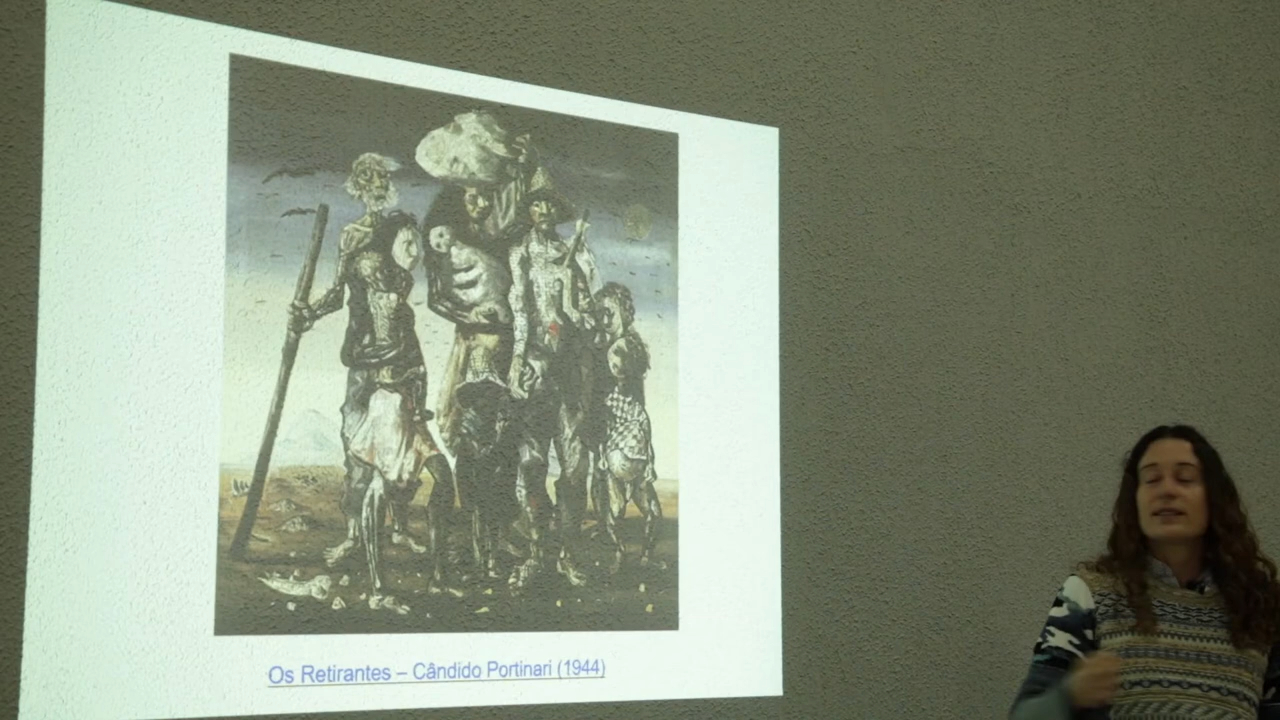 Os Retirantes – Cândido Portinari (1944)